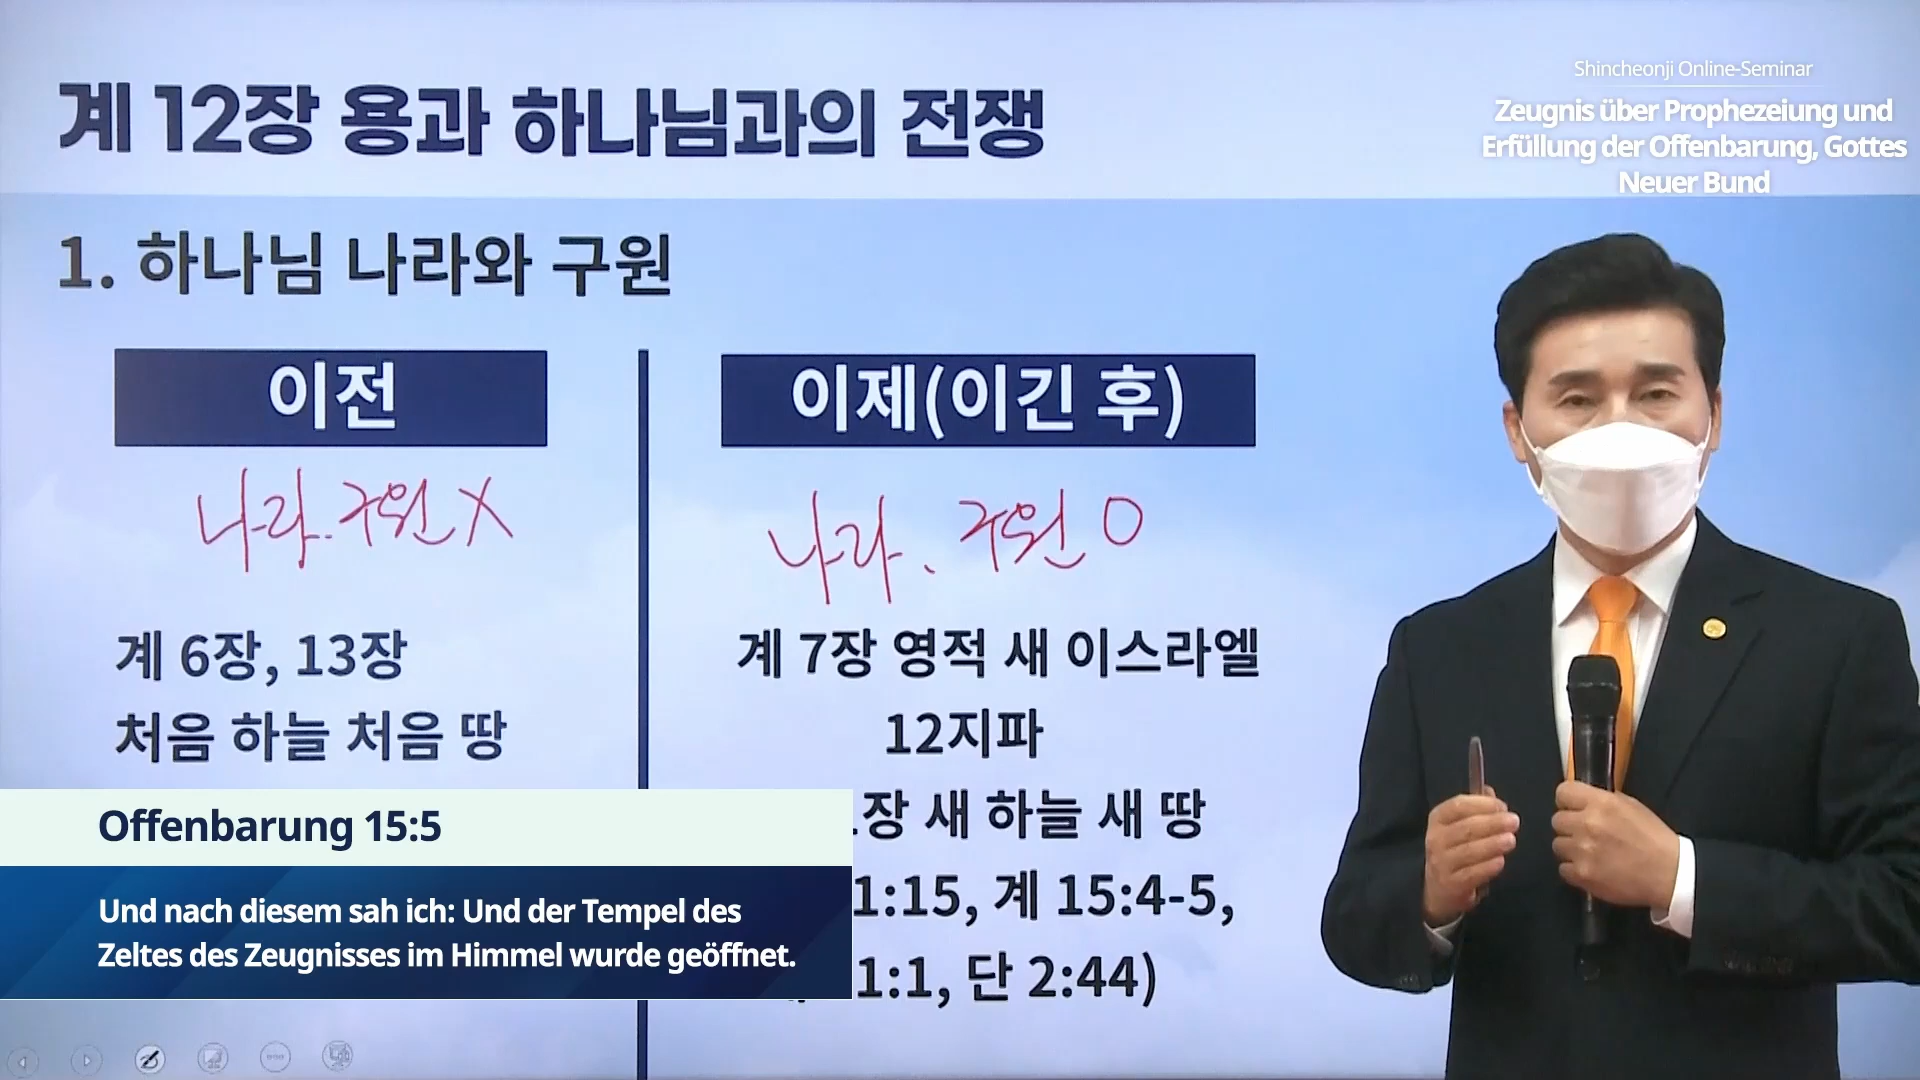 계 12장 용과 하나님과의 전쟁
Shincheonji Online-Seminar
Zeugnis über Prophezeiung und
Erfüllung der Offenbarung, Gottes
Neuer Bund
1. 하나님 나라와 구원
이전
나라. 구원 X
계 6장, 13장
처음 하늘 처음 땅
이제(이긴 후)
나라. 구원 O
계 7장 영적 새 이스라엘
12지파
장 새 하늘 새 땅
1:15, 계 15:4-5,
1:1, 단 2:44)
Offenbarung 15:5
Und nach diesem sah ich: Und der Tempel des
Zeltes des Zeugnisses im Himmel wurde geöffnet.